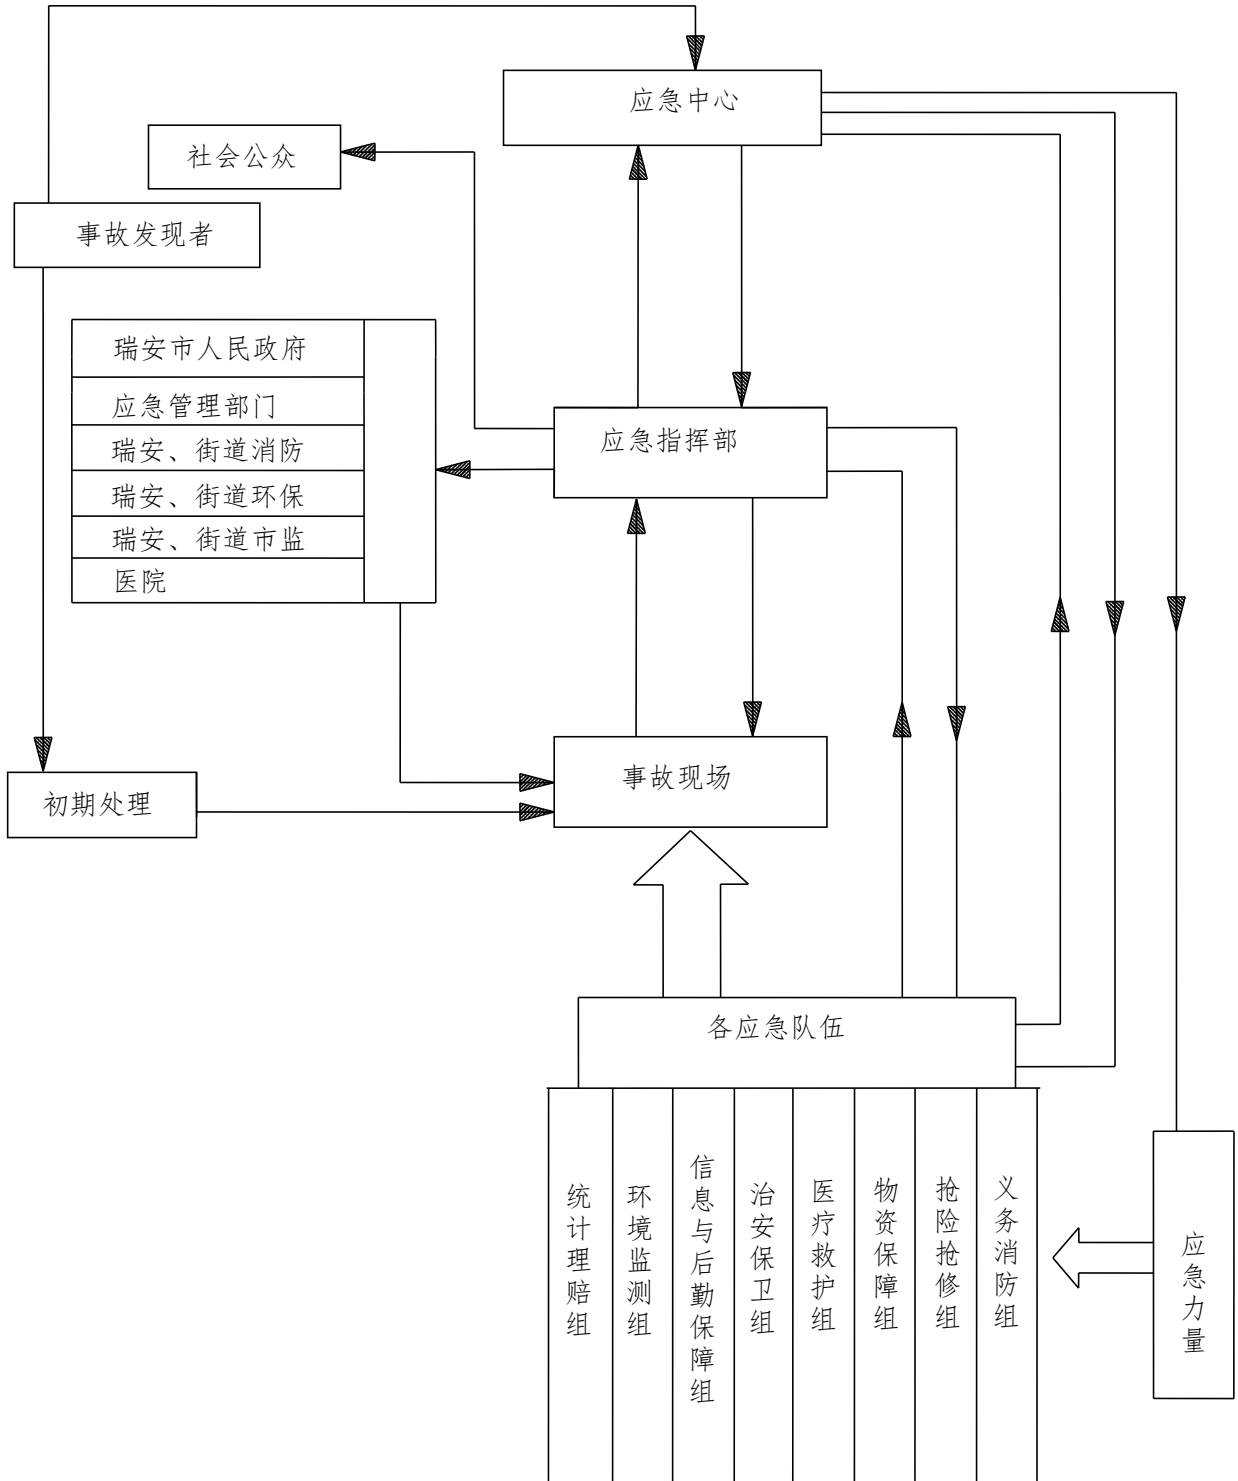 应急中心
社会公众
事故发现者
瑞安市人民政府
应急管理部门
瑞安、街道消防
瑞安、街道环保
瑞安、街道市监
医院
应急指挥部
事故现场
初期处理
各应急队伍
统计理赔组
环境监测组
信息与后勤保障组
治安保卫组
医疗救护组
物资保障组
抢险抢修组
义务消防组
应急力量